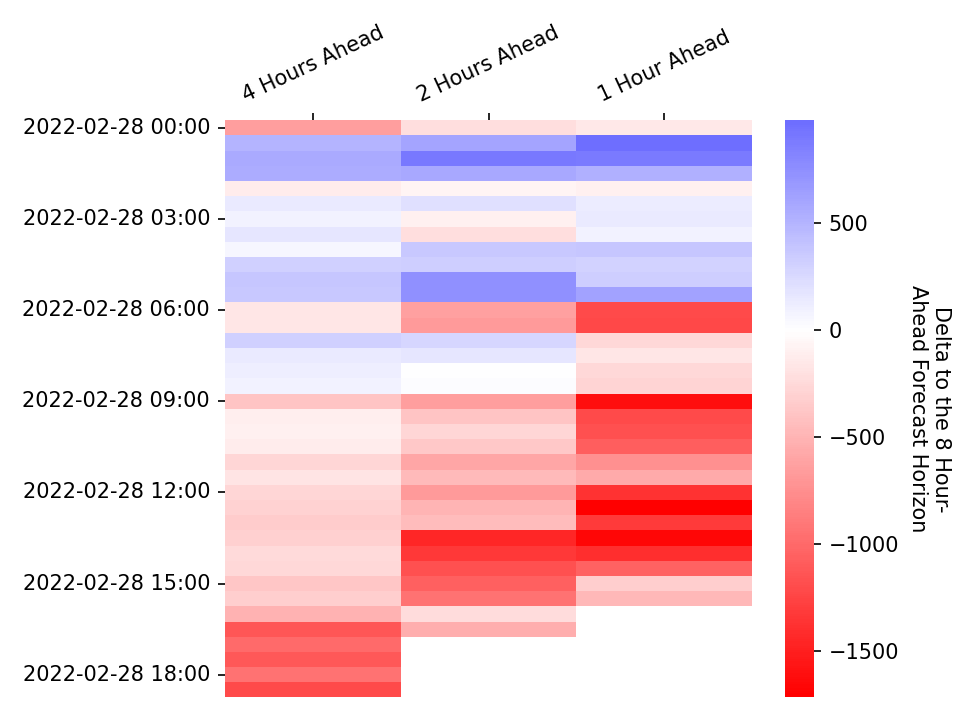 4 Hours Ahead
2 Hours Ahead
1 Hour Ahead
2022-02-28 00:00
2022-02-28 03:00
2022-02-28 06:00
2022-02-28 09:00
2022-02-28 12:00
2022-02-28 15:00
2022-02-28 18:00
500
0
−500
−1000
−1500
Delta to the 8 Hour-
Ahead Forecast Horizon